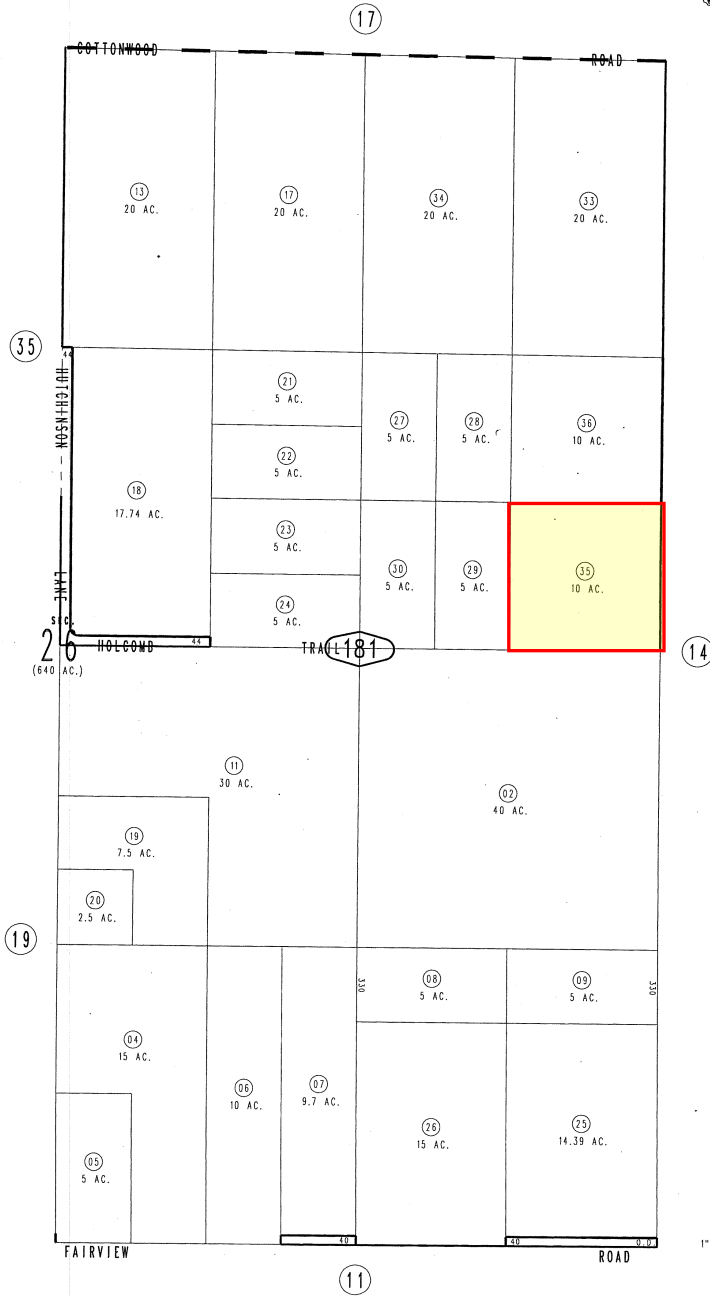 17
COTTONWOOD ROAD
13
20 AC.
17
20 AC.
34
20 AC.
33
20 AC.
35
44
HUTCHINSON
LANE
21
5 AC.
27
5 AC.
28
5 AC.
36
10 AC.
22
5 AC.
18
17.74 AC.
23
5 AC.
30
5 AC.
29
5 AC.
35
10 AC.
24
5 AC.
SEC.
26
(640 AC.)
HOLCOMB
44
TRAIL
181
14
11
30 AC.
02
40 AC.
19
7.5 AC.
20
2.5 AC.
19
08
5 AC.
09
5 AC.
330
330
04
15 AC.
06
10 AC.
07
9.7 AC.
26
15 AC.
25
14.39 AC.
05
5 AC.
40
40
O.D.
FAIRVIEW ROAD
1"
11